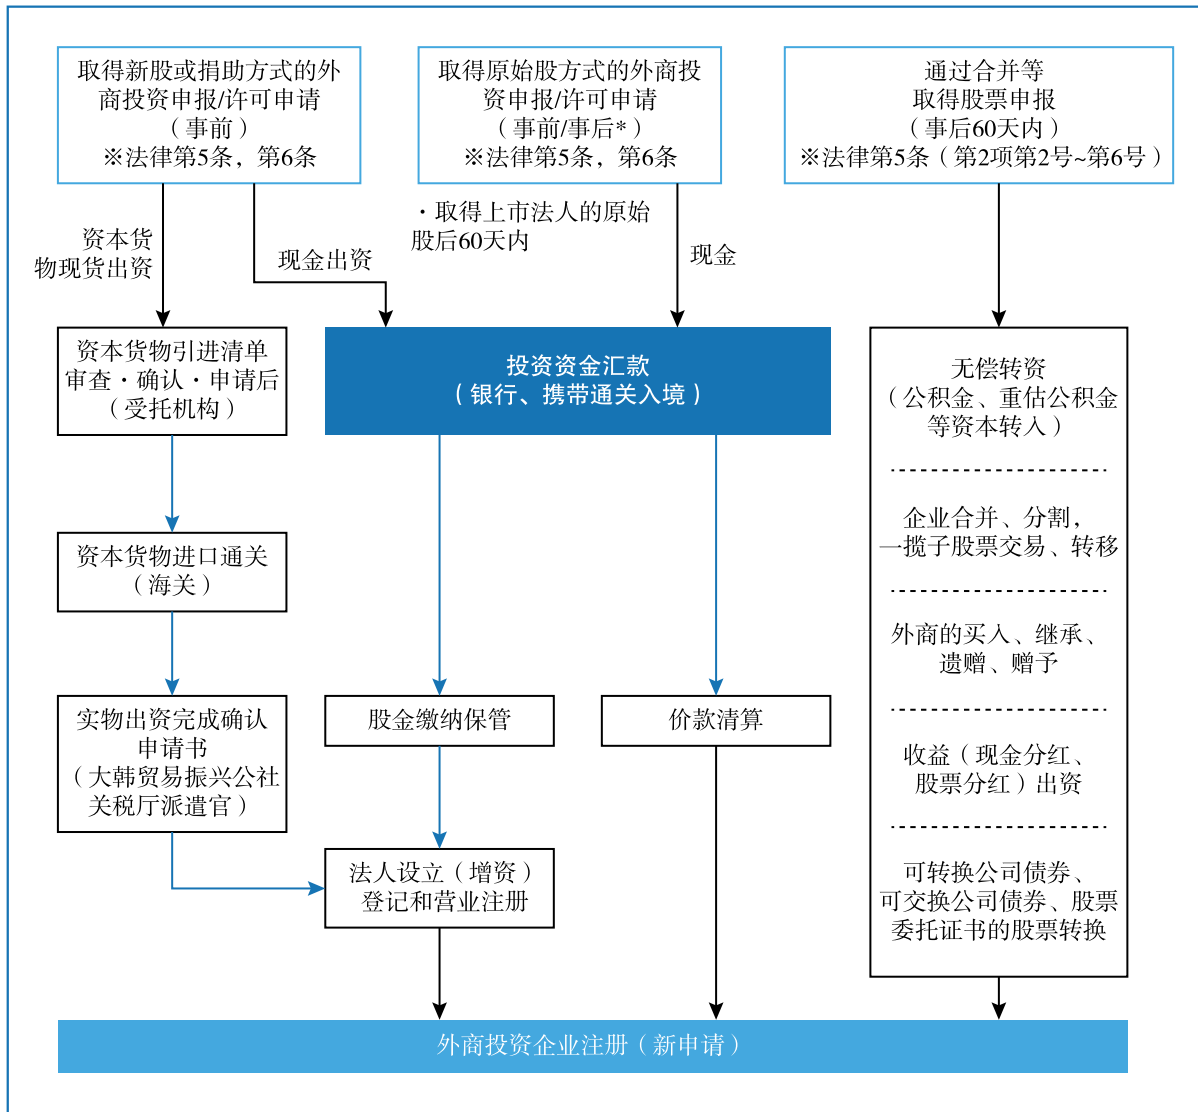 取得新股或捐助方式的外
商投资申报/许可申请
（事前）
※法律第5条，第6条
取得原始股方式的外商投
资申报/许可申请
（事前/事后*）
※法律第5条，第6条
通过合并等
取得股票申报
（事后60天内）
※法律第5条（第2项第2号~第6号）
资本货
物现货出资
现金出资
・取得上市法人的原始
股后60天内
现金
资本货物引进清单
审查・确认・申请后
（受托机构）
投资资金汇款
（银行、携带通关入境）
无偿转资
（公积金、重估公积金
等资本转入）
企业合并、分割，
一揽子股票交易、转移
外商的买入、继承、
遗赠、赠予
收益（现金分红、
股票分红）出资
可转换公司债券、
可交换公司债券、股票
委托证书的股票转换
资本货物进口通关
（海关）
实物出资完成确认
申请书
（大韩贸易振兴公社
关税厅派遣官）
股金缴纳保管
价款清算
法人设立（增资）
登记和营业注册
外商投资企业注册（新申请）